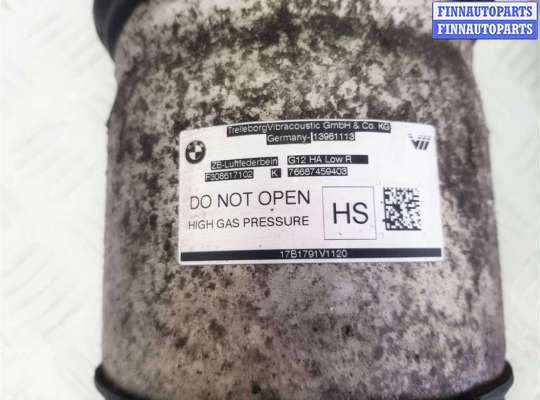 FINNAUTOPARTS
FINNAUTOPARTS
TrelleborgVibracoustic GmbH & Co. KG
Germany- 13961113
ZB-Luftfederbein G12 HA Low R
F308617102 K 76687459403
DO NOT OPEN
HIGH GAS PRESSURE
HS
17B1791V1120